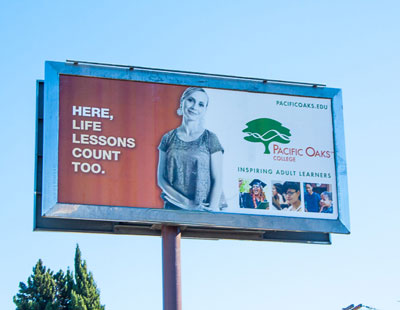 HERE,
LIFE
LESSONS
COUNT
TOO.
PACIFICOAKS.EDU
PACIFIC OAKS
COLLEGE
INSPIRING ADULT LEARNERS